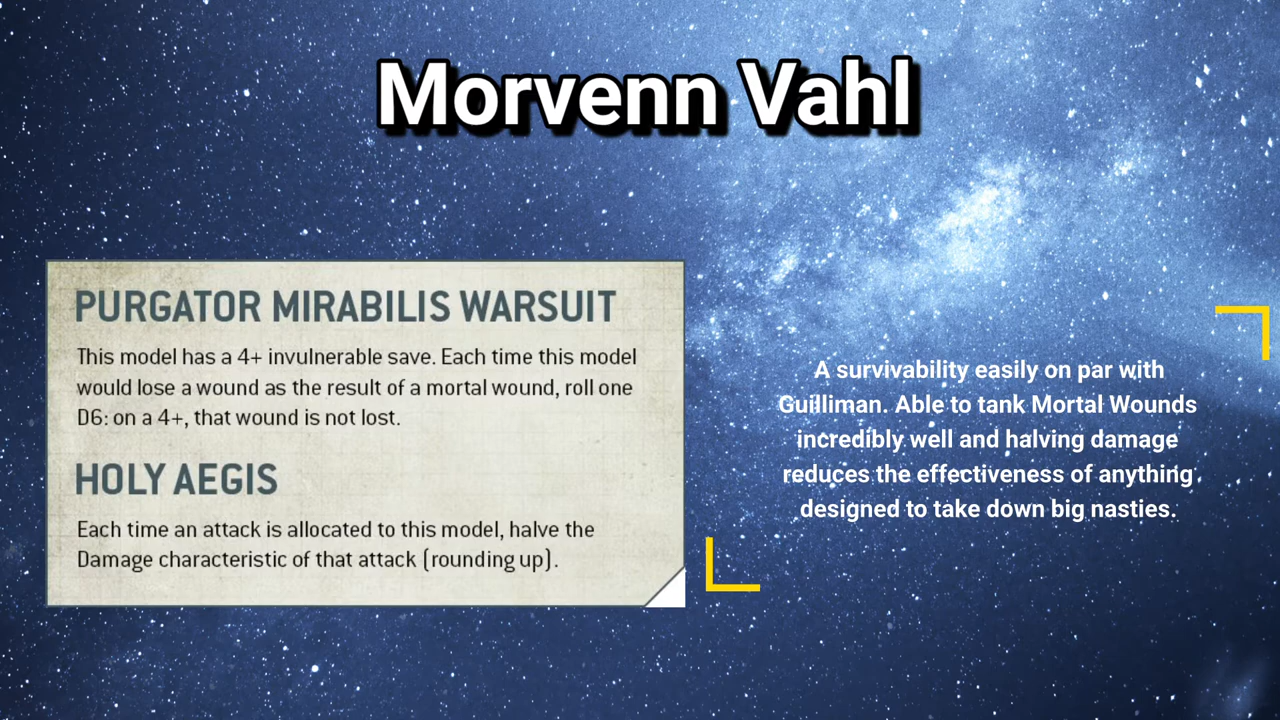 Morvenn Vahl
PURGATOR MIRABILIS WARSUIT
This model has a 4+ invulnerable save. Each time this model
would lose a wound as the result of a mortal wound, roll one
D6: on a 4+, that wound is not lost.
HOLY AEGIS
Each time an attack is allocated to this model, halve the
Damage characteristic of that attack (rounding up).
A survivability easily on par with
Guilliman. Able to tank Mortal Wounds
incredibly well and halving damage
reduces the effectiveness of anything
designed to take down big nasties.